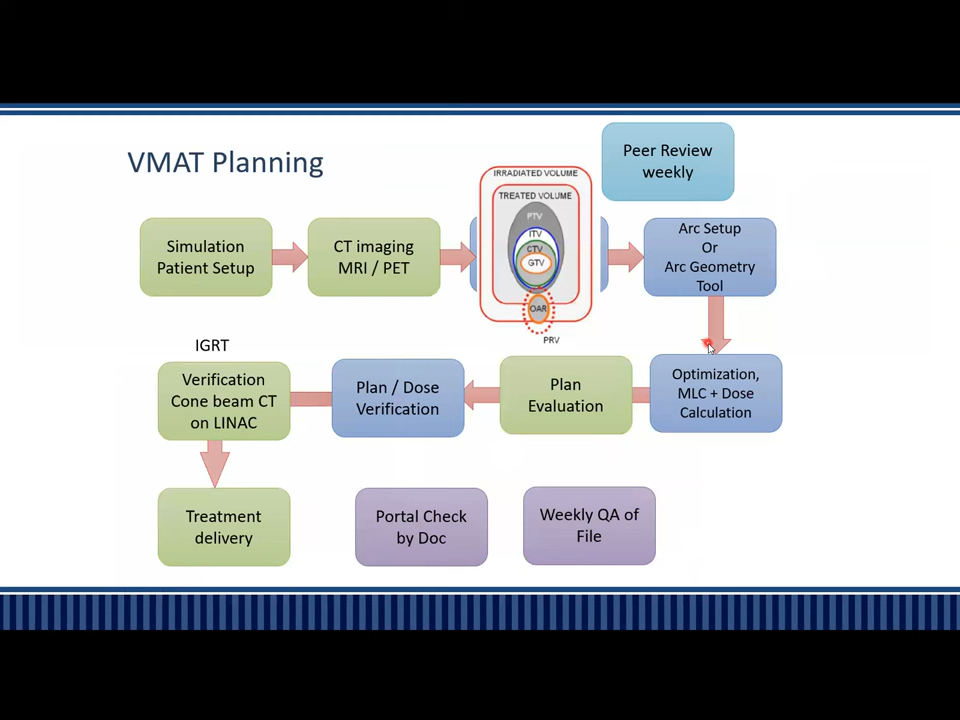 VMAT Planning
Peer Review
weekly
Simulation
Patient Setup
CT imaging
MRI / PET
IRRADIATED VOLUME
TREATED VOLUME
PTV
ITV
CTV
GTV
OAR
PRV
Arc Setup
Or
Arc Geometry
Tool
IGRT
Verification
Cone beam CT
on LINAC
Plan / Dose
Verification
Plan
Evaluation
Optimization,
MLC + Dose
Calculation
Treatment
delivery
Portal Check
by Doc
Weekly QA of
File